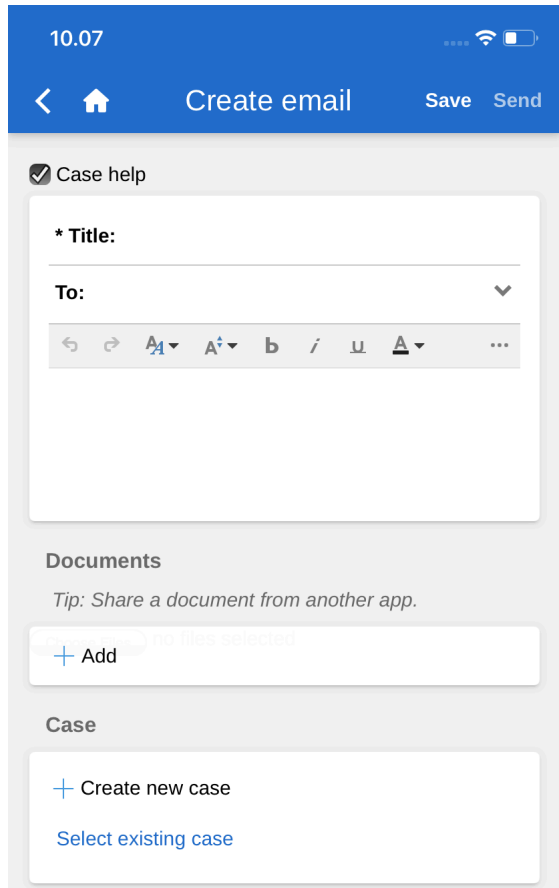 10.07
Create email Save Send
Case help
* Title:
To:
Documents
Tip: Share a document from another app.
no files selected
+ Add
Case
+ Create new case
Select existing case